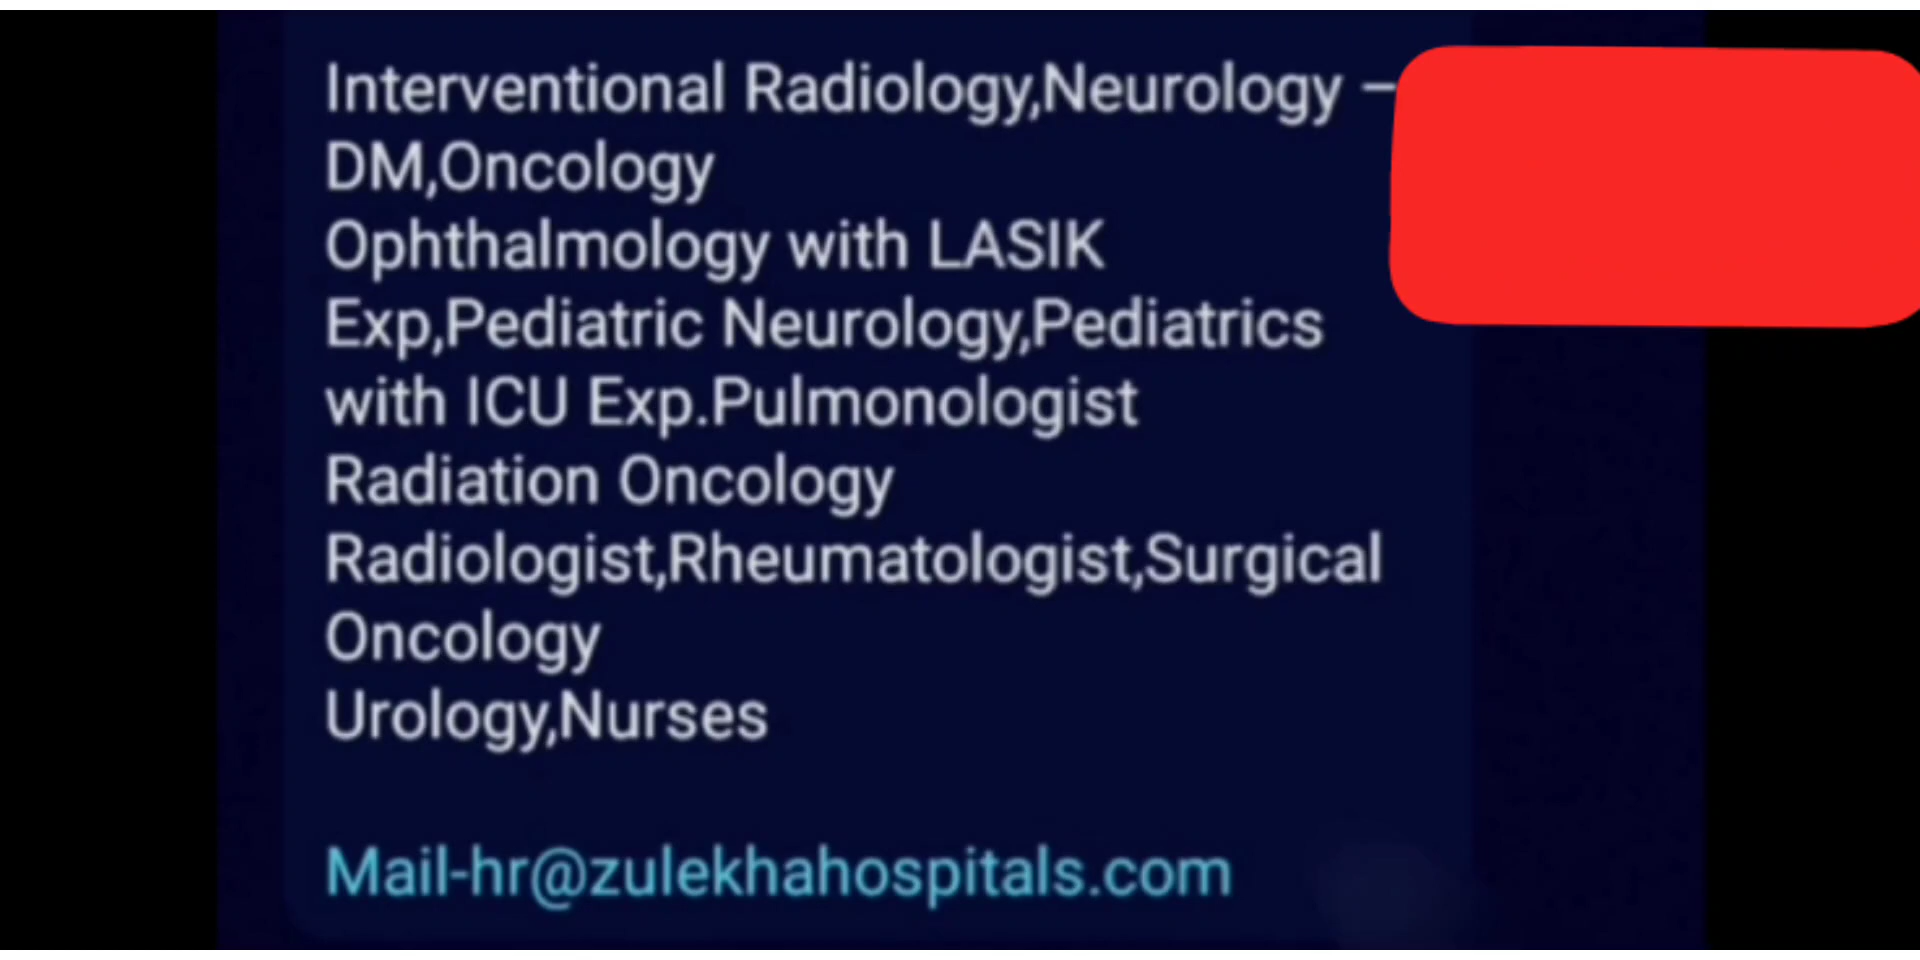 Interventional Radiology,Neurology –
DM,Oncology
Ophthalmology with LASIK
Exp,Pediatric Neurology,Pediatrics
with ICU Exp.Pulmonologist
Radiation Oncology
Radiologist,Rheumatologist,Surgical
Oncology
Urology,Nurses
Mail-hr@zulekhahospitals.com